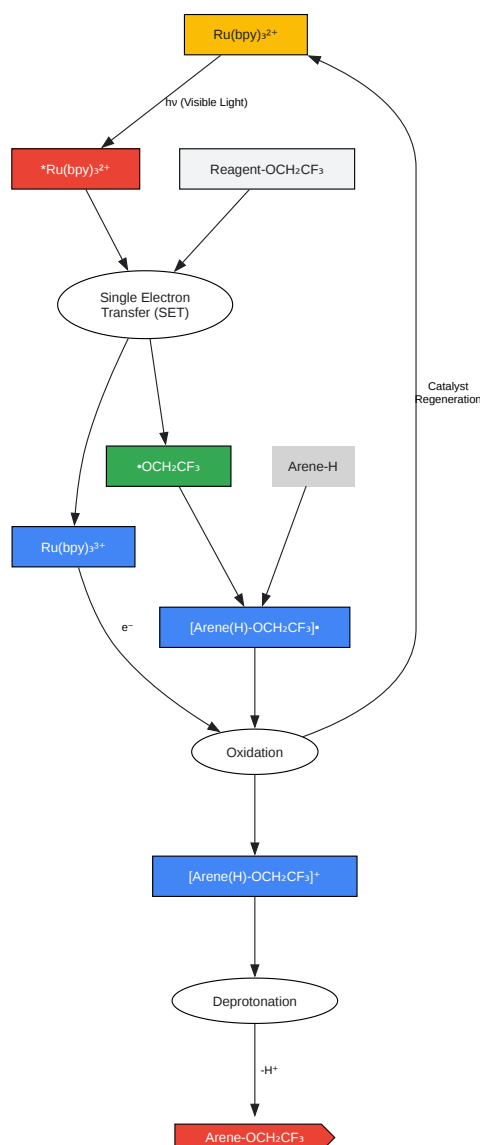 Ru(bpy)₃²⁺
hν (Visible Light)
*Ru(bpy)₃²⁺
Reagent-OCH₂CF₃
Single Electron
Transfer (SET)
Catalyst
Regeneration
•OCH₂CF₃
Arene-H
Ru(bpy)₃³⁺
e⁻
[Arene(H)-OCH₂CF₃]•
Oxidation
[Arene(H)-OCH₂CF₃]⁺
Deprotonation
-H⁺
Arene-OCH₂CF₃